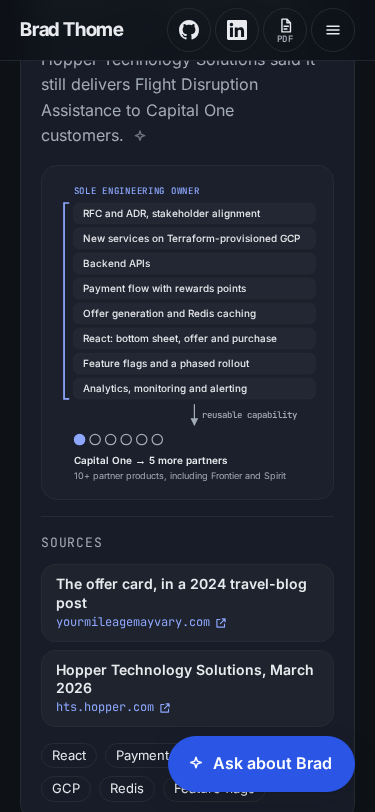 Brad Thome
PDF
Hopper Technology Solutions said it
still delivers Flight Disruption
Assistance to Capital One
customers.
SOLE ENGINEERING OWNER
RFC and ADR, stakeholder alignment
New services on Terraform-provisioned GCP
Backend APIs
Payment flow with rewards points
Offer generation and Redis caching
React: bottom sheet, offer and purchase
Feature flags and a phased rollout
Analytics, monitoring and alerting
reusable capability
Capital One → 5 more partners
10+ partner products, including Frontier and Spirit
SOURCES
The offer card, in a 2024 travel-blog
post
yourmileagemayvary.com
Hopper Technology Solutions, March
2026
hts.hopper.com
React Payment
Ask about Brad
GCP Redis Feature flags